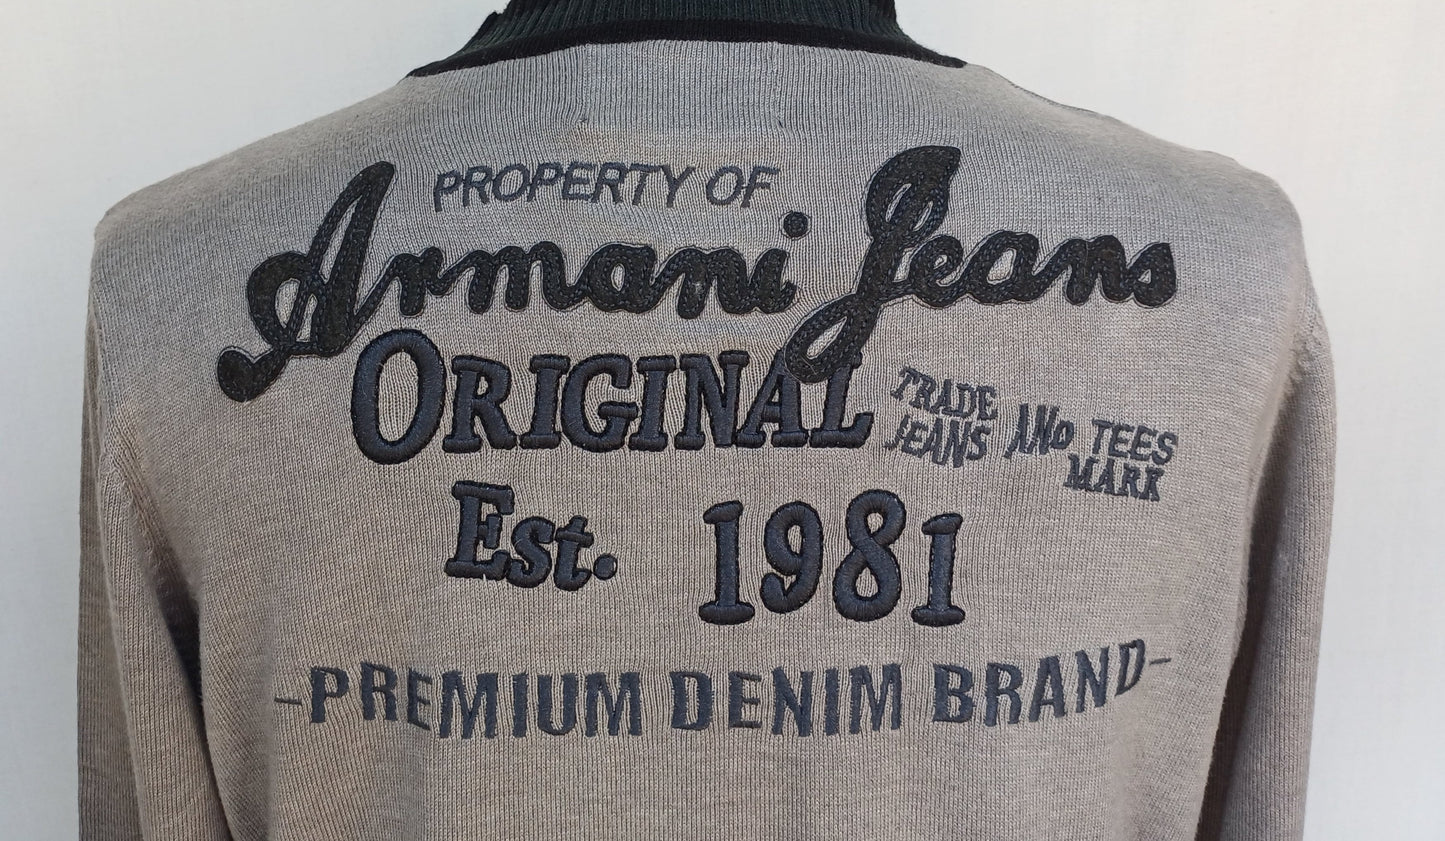 PROPERTY OF
Armani Jeans
ORIGINAL
TRADE
JEANS AND TEES
MARK
Est. 1981
-PREMIUM DENIM BRAND-